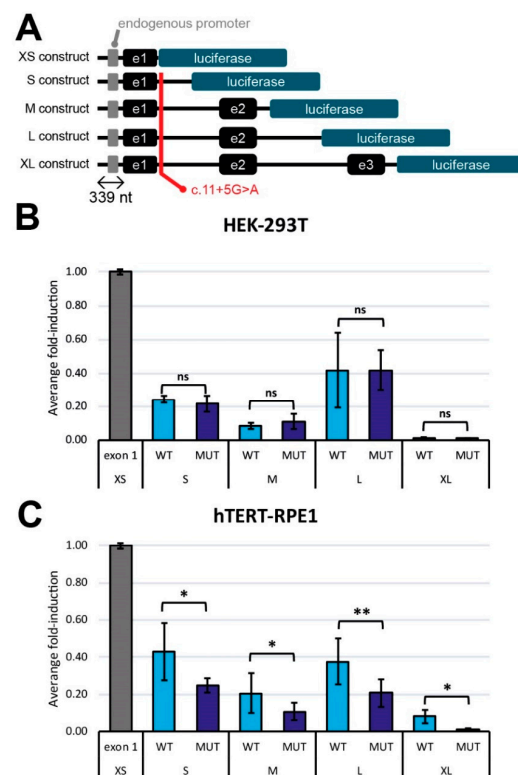 A
endogenous promoter
XS construct e1 luciferase
S construct e1 luciferase
M construct e1 e2 luciferase
L construct e1 e2 luciferase
XL construct e1 e2 e3 luciferase
339 nt
c.11+5G>A
B
HEK-293T
Averange fold-induction
1.00
0.80
0.60
0.40
0.20
0.00
ns ns ns ns
exon 1 WT MUT WT MUT WT MUT WT MUT
XS S M L XL
C
hTERT-RPE1
Averange fold-induction
1.00
0.80
0.60
0.40
0.20
0.00
* * ** *
exon 1 WT MUT WT MUT WT MUT WT MUT
XS S M L XL